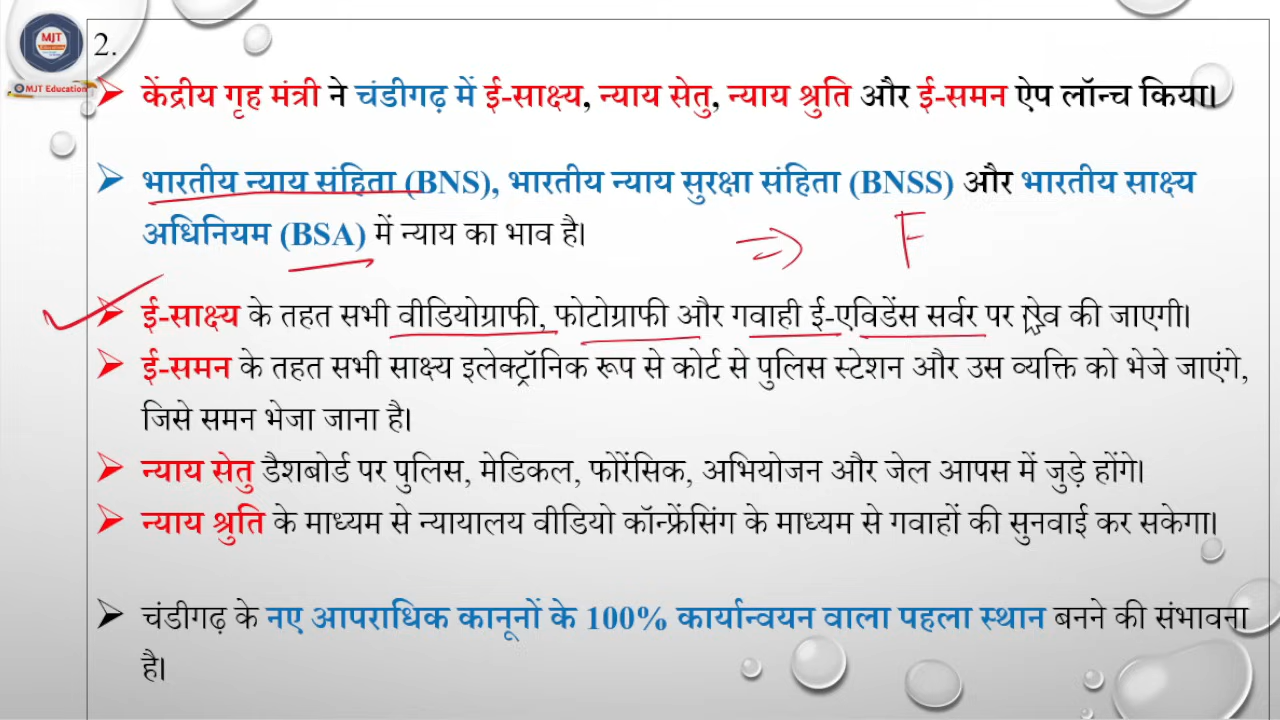 MJT
Education
MJT Education
2.
केंद्रीय गृह मंत्री ने चंडीगढ़ में ई-साक्ष्य, न्याय सेतु, न्याय श्रुति और ई-समन ऐप लॉन्च किया।
भारतीय न्याय संहिता (BNS), भारतीय न्याय सुरक्षा संहिता (BNSS) और भारतीय साक्ष्य
अधिनियम (BSA) में न्याय का भाव है।
F
ई-साक्ष्य के तहत सभी वीडियोग्राफी, फोटोग्राफी और गवाही ई-एविडेंस सर्वर पर की जाएगी।
ई-समन के तहत सभी साक्ष्य इलेक्ट्रॉनिक रूप से कोर्ट से पुलिस स्टेशन और उस व्यक्ति को भेजे जाएंगे,
जिसे समन भेजा जाना है।
न्याय सेतु डैशबोर्ड पर पुलिस, मेडिकल, फोरेंसिक, अभियोजन और जेल आपस में जुड़े होंगे।
न्याय श्रुति के माध्यम से न्यायालय वीडियो कॉन्फ्रेंसिंग के माध्यम से गवाहों की सुनवाई कर सकेगा।
चंडीगढ़ के नए आपराधिक कानूनों के 100% कार्यान्वयन वाला पहला स्थान बनने की संभावना
है।